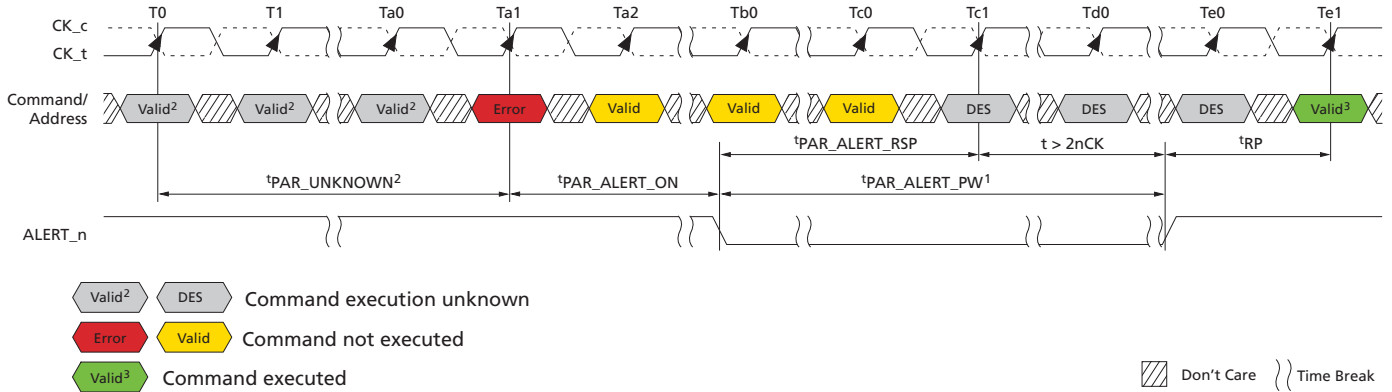 T0 T1 Ta0 Ta1 Ta2 Tb0 Tc0 Tc1 Td0 Te0 Te1
CK_c
CK_t
Command/
Address
Valid² Valid² Valid² Error Valid Valid Valid DES DES DES Valid³
tPAR_ALERT_RSP t > 2nCK tRP
tPAR_UNKNOWN² tPAR_ALERT_ON tPAR_ALERT_PW¹
ALERT_n
Valid² DES Command execution unknown
Error Valid Command not executed
Valid³ Command executed
Don't Care Time Break